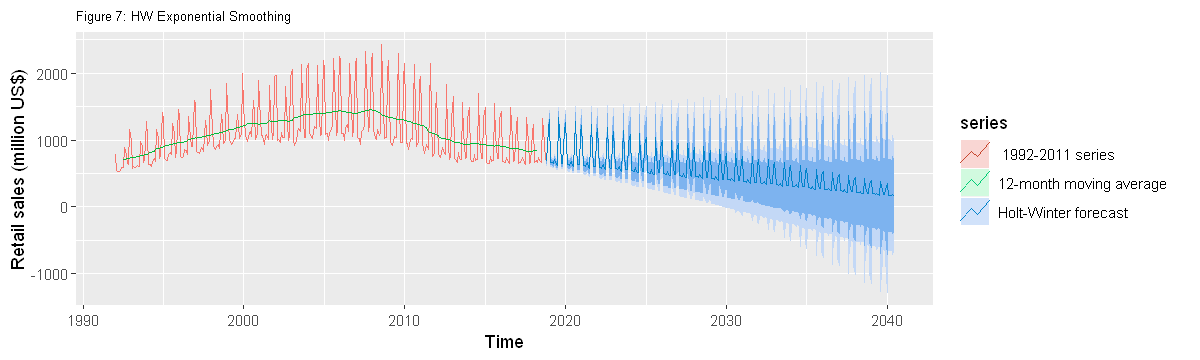 Figure 7: HW Exponential Smoothing
Retail sales (million US$)
2000
1000
0
-1000
1990
2000
2010
2020
2030
2040
Time
series
1992-2011 series
12-month moving average
Holt-Winter forecast